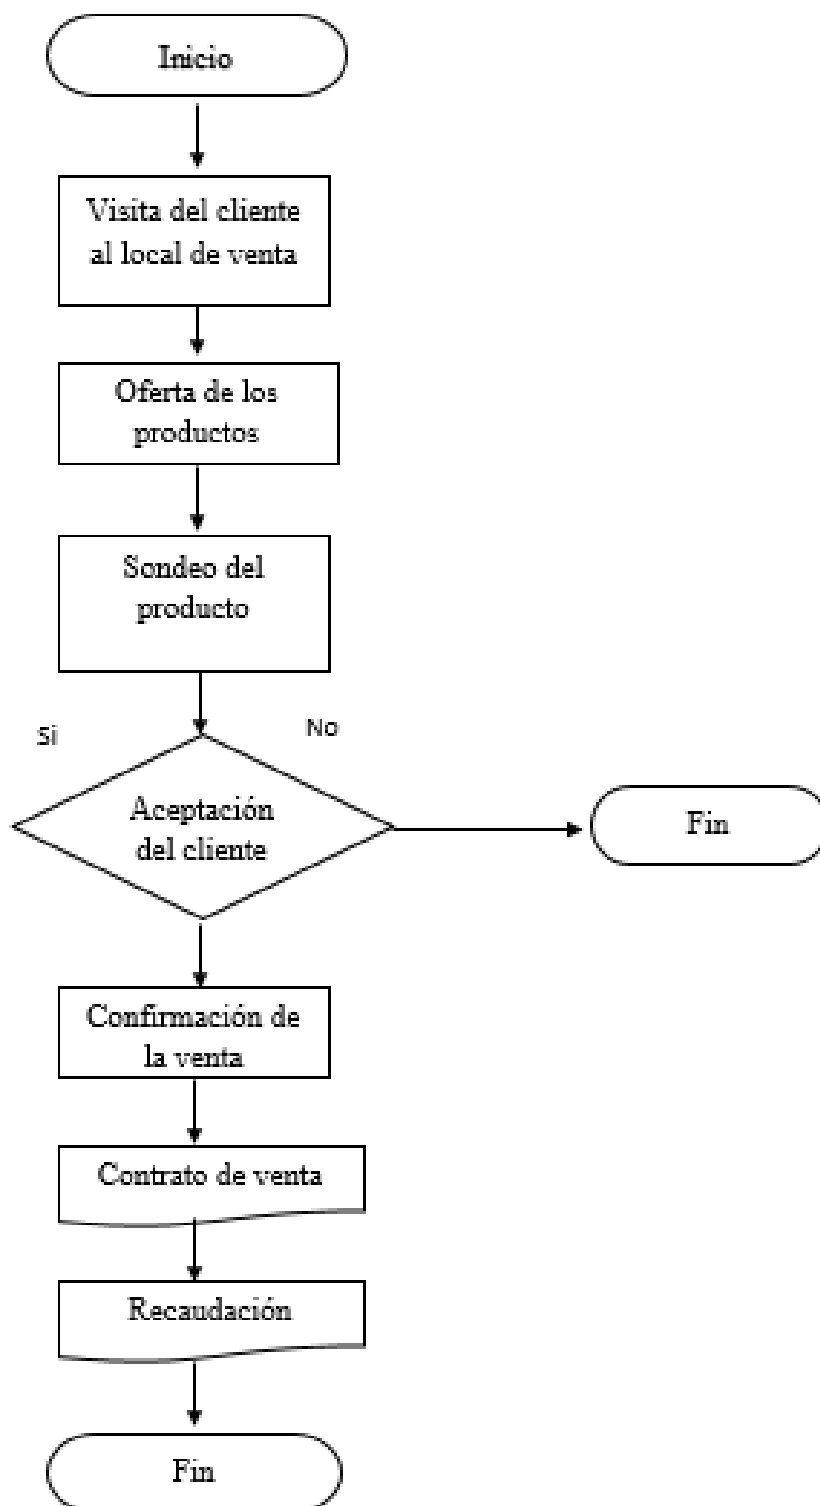 Inicio
Visita del cliente
al local de venta
Oferta de los
productos
Sondeo del
producto
Si
No
Aceptación
del cliente
Fin
Confirmación de
la venta
Contrato de venta
Recaudación
Fin